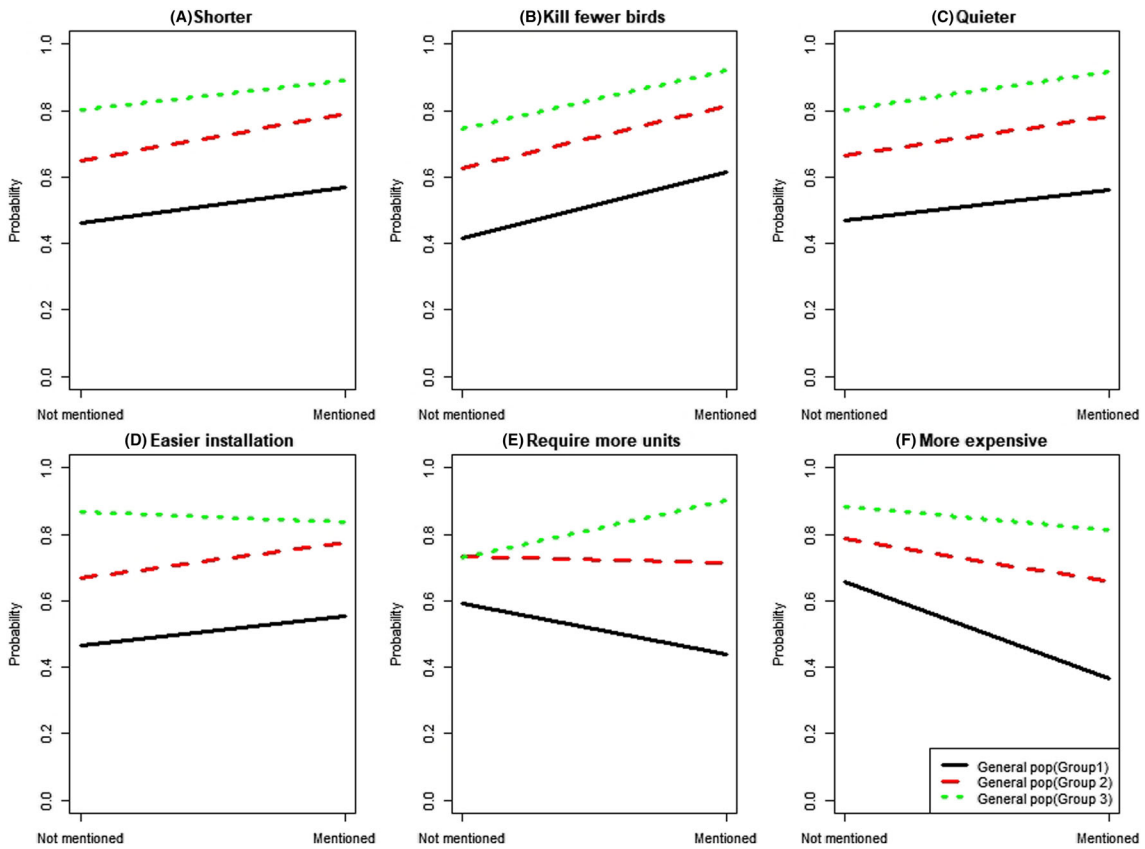 (A)Shorter
Probability
1.0
0.8
0.6
0.4
0.2
0.0
Not mentioned Mentioned
(B)Kill fewer birds
Probability
1.0
0.8
0.6
0.4
0.2
0.0
Not mentioned Mentioned
(C) Quieter
Probability
1.0
0.8
0.6
0.4
0.2
0.0
Not mentioned Mentioned
(D) Easier installation
Probability
1.0
0.8
0.6
0.4
0.2
0.0
Not mentioned Mentioned
(E) Require more units
Probability
1.0
0.8
0.6
0.4
0.2
0.0
Not mentioned Mentioned
(F) More expensive
Probability
1.0
0.8
0.6
0.4
0.2
0.0
General pop(Group1)
General pop(Group 2)
General pop(Group 3)
Not mentioned Mentioned